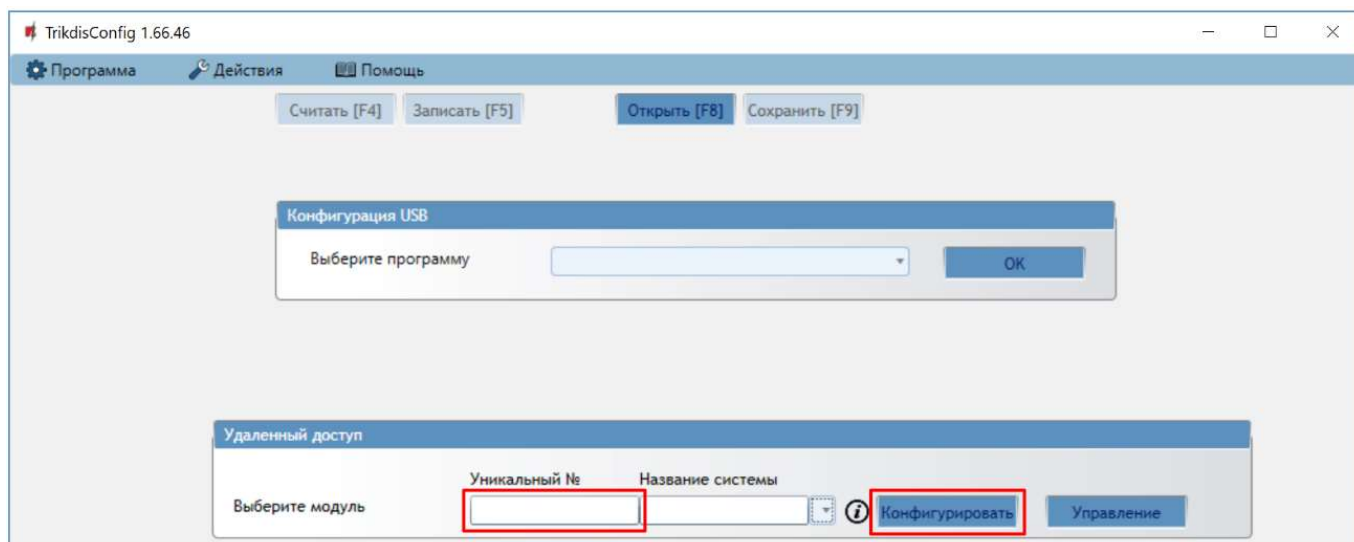 TrikdisConfig 1.66.46
Программа Действия Помощь
Считать [F4] Записать [F5] Открыть [F8] Сохранить [F9]
Конфигурация USB
Выберите программу OK
Удаленный доступ
Уникальный № Название системы
Выберите модуль i Конфигурировать Управление